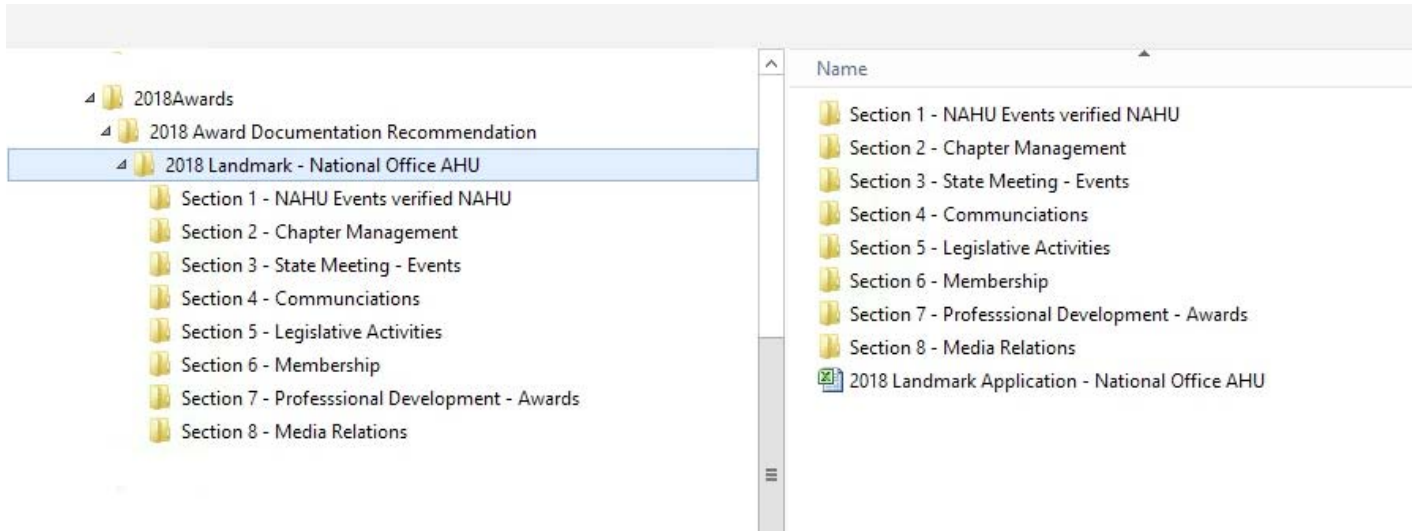 2018Awards
2018 Award Documentation Recommendation
2018 Landmark - National Office AHU
Section 1 - NAHU Events verified NAHU
Section 2 - Chapter Management
Section 3 - State Meeting - Events
Section 4 - Communciations
Section 5 - Legislative Activities
Section 6 - Membership
Section 7 - Professsional Development - Awards
Section 8 - Media Relations
Name
Section 1 - NAHU Events verified NAHU
Section 2 - Chapter Management
Section 3 - State Meeting - Events
Section 4 - Communciations
Section 5 - Legislative Activities
Section 6 - Membership
Section 7 - Professsional Development - Awards
Section 8 - Media Relations
2018 Landmark Application - National Office AHU